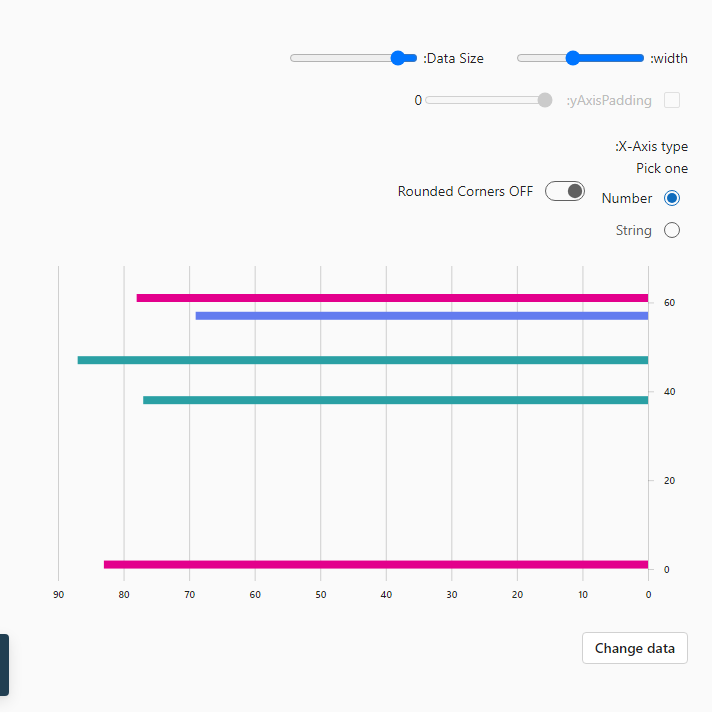 :width
:Data Size
:yAxisPadding
0
:X-Axis type
Pick one
Number
Rounded Corners OFF
String
60
40
20
0
90 80 70 60 50 40 30 20 10 0
Change data